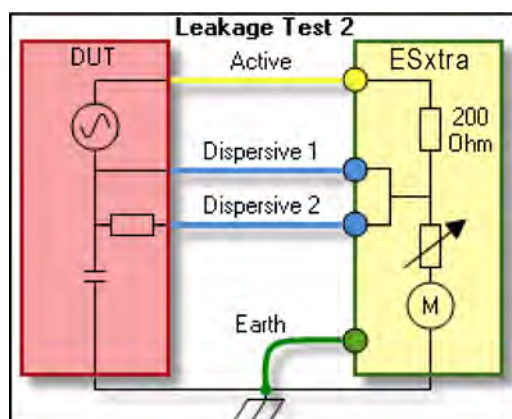 Leakage Test 2
DUT
Active
ESxtra
200
Ohm
Dispersive 1
Dispersive 2
M
Earth